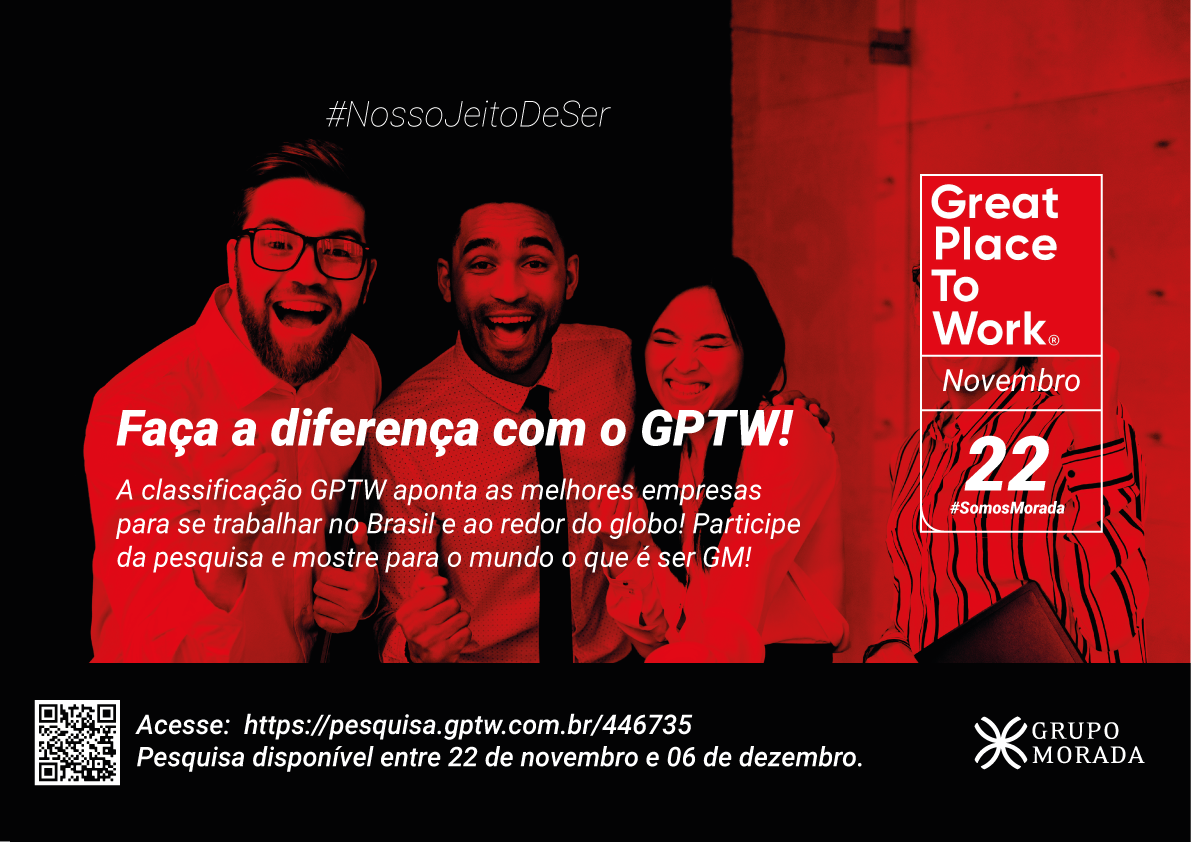 #NossoJeitoDeSer
Great
Place
To
Work®
Novembro
22
#SomosMorada
Faça a diferença com o GPTW!
A classificação GPTW aponta as melhores empresas
para se trabalhar no Brasil e ao redor do globo! Participe
da pesquisa e mostre para o mundo o que é ser GM!
Acesse:  https://pesquisa.gptw.com.br/446735
Pesquisa disponível entre 22 de novembro e 06 de dezembro.
GRUPO
MORADA